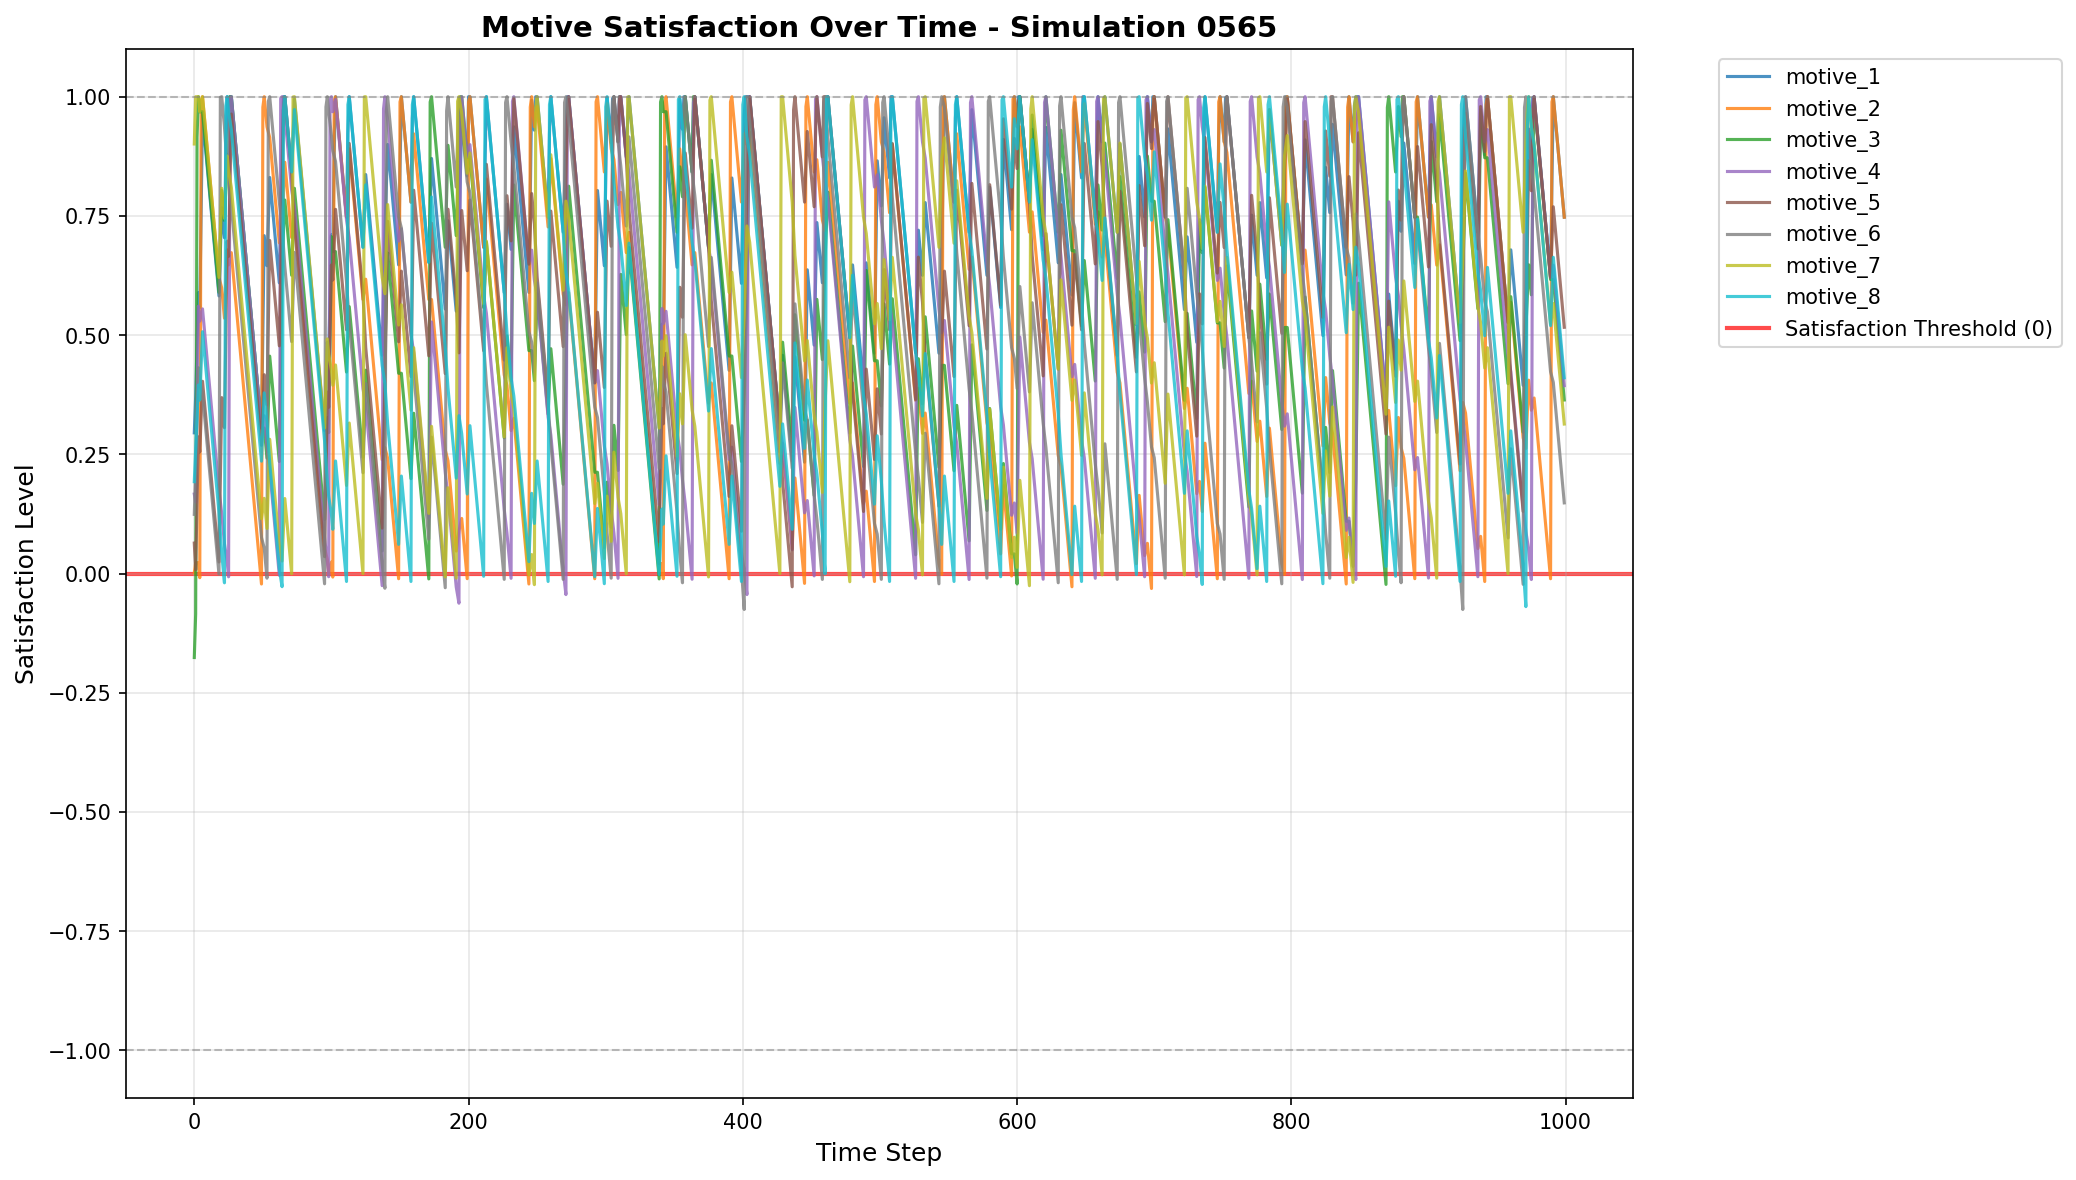 Motive Satisfaction Over Time - Simulation 0565
1.00
0.75
0.50
0.25
0.00
−0.25
−0.50
−0.75
−1.00
Satisfaction Level
0
200
400
600
800
1000
Time Step
motive_1
motive_2
motive_3
motive_4
motive_5
motive_6
motive_7
motive_8
Satisfaction Threshold (0)